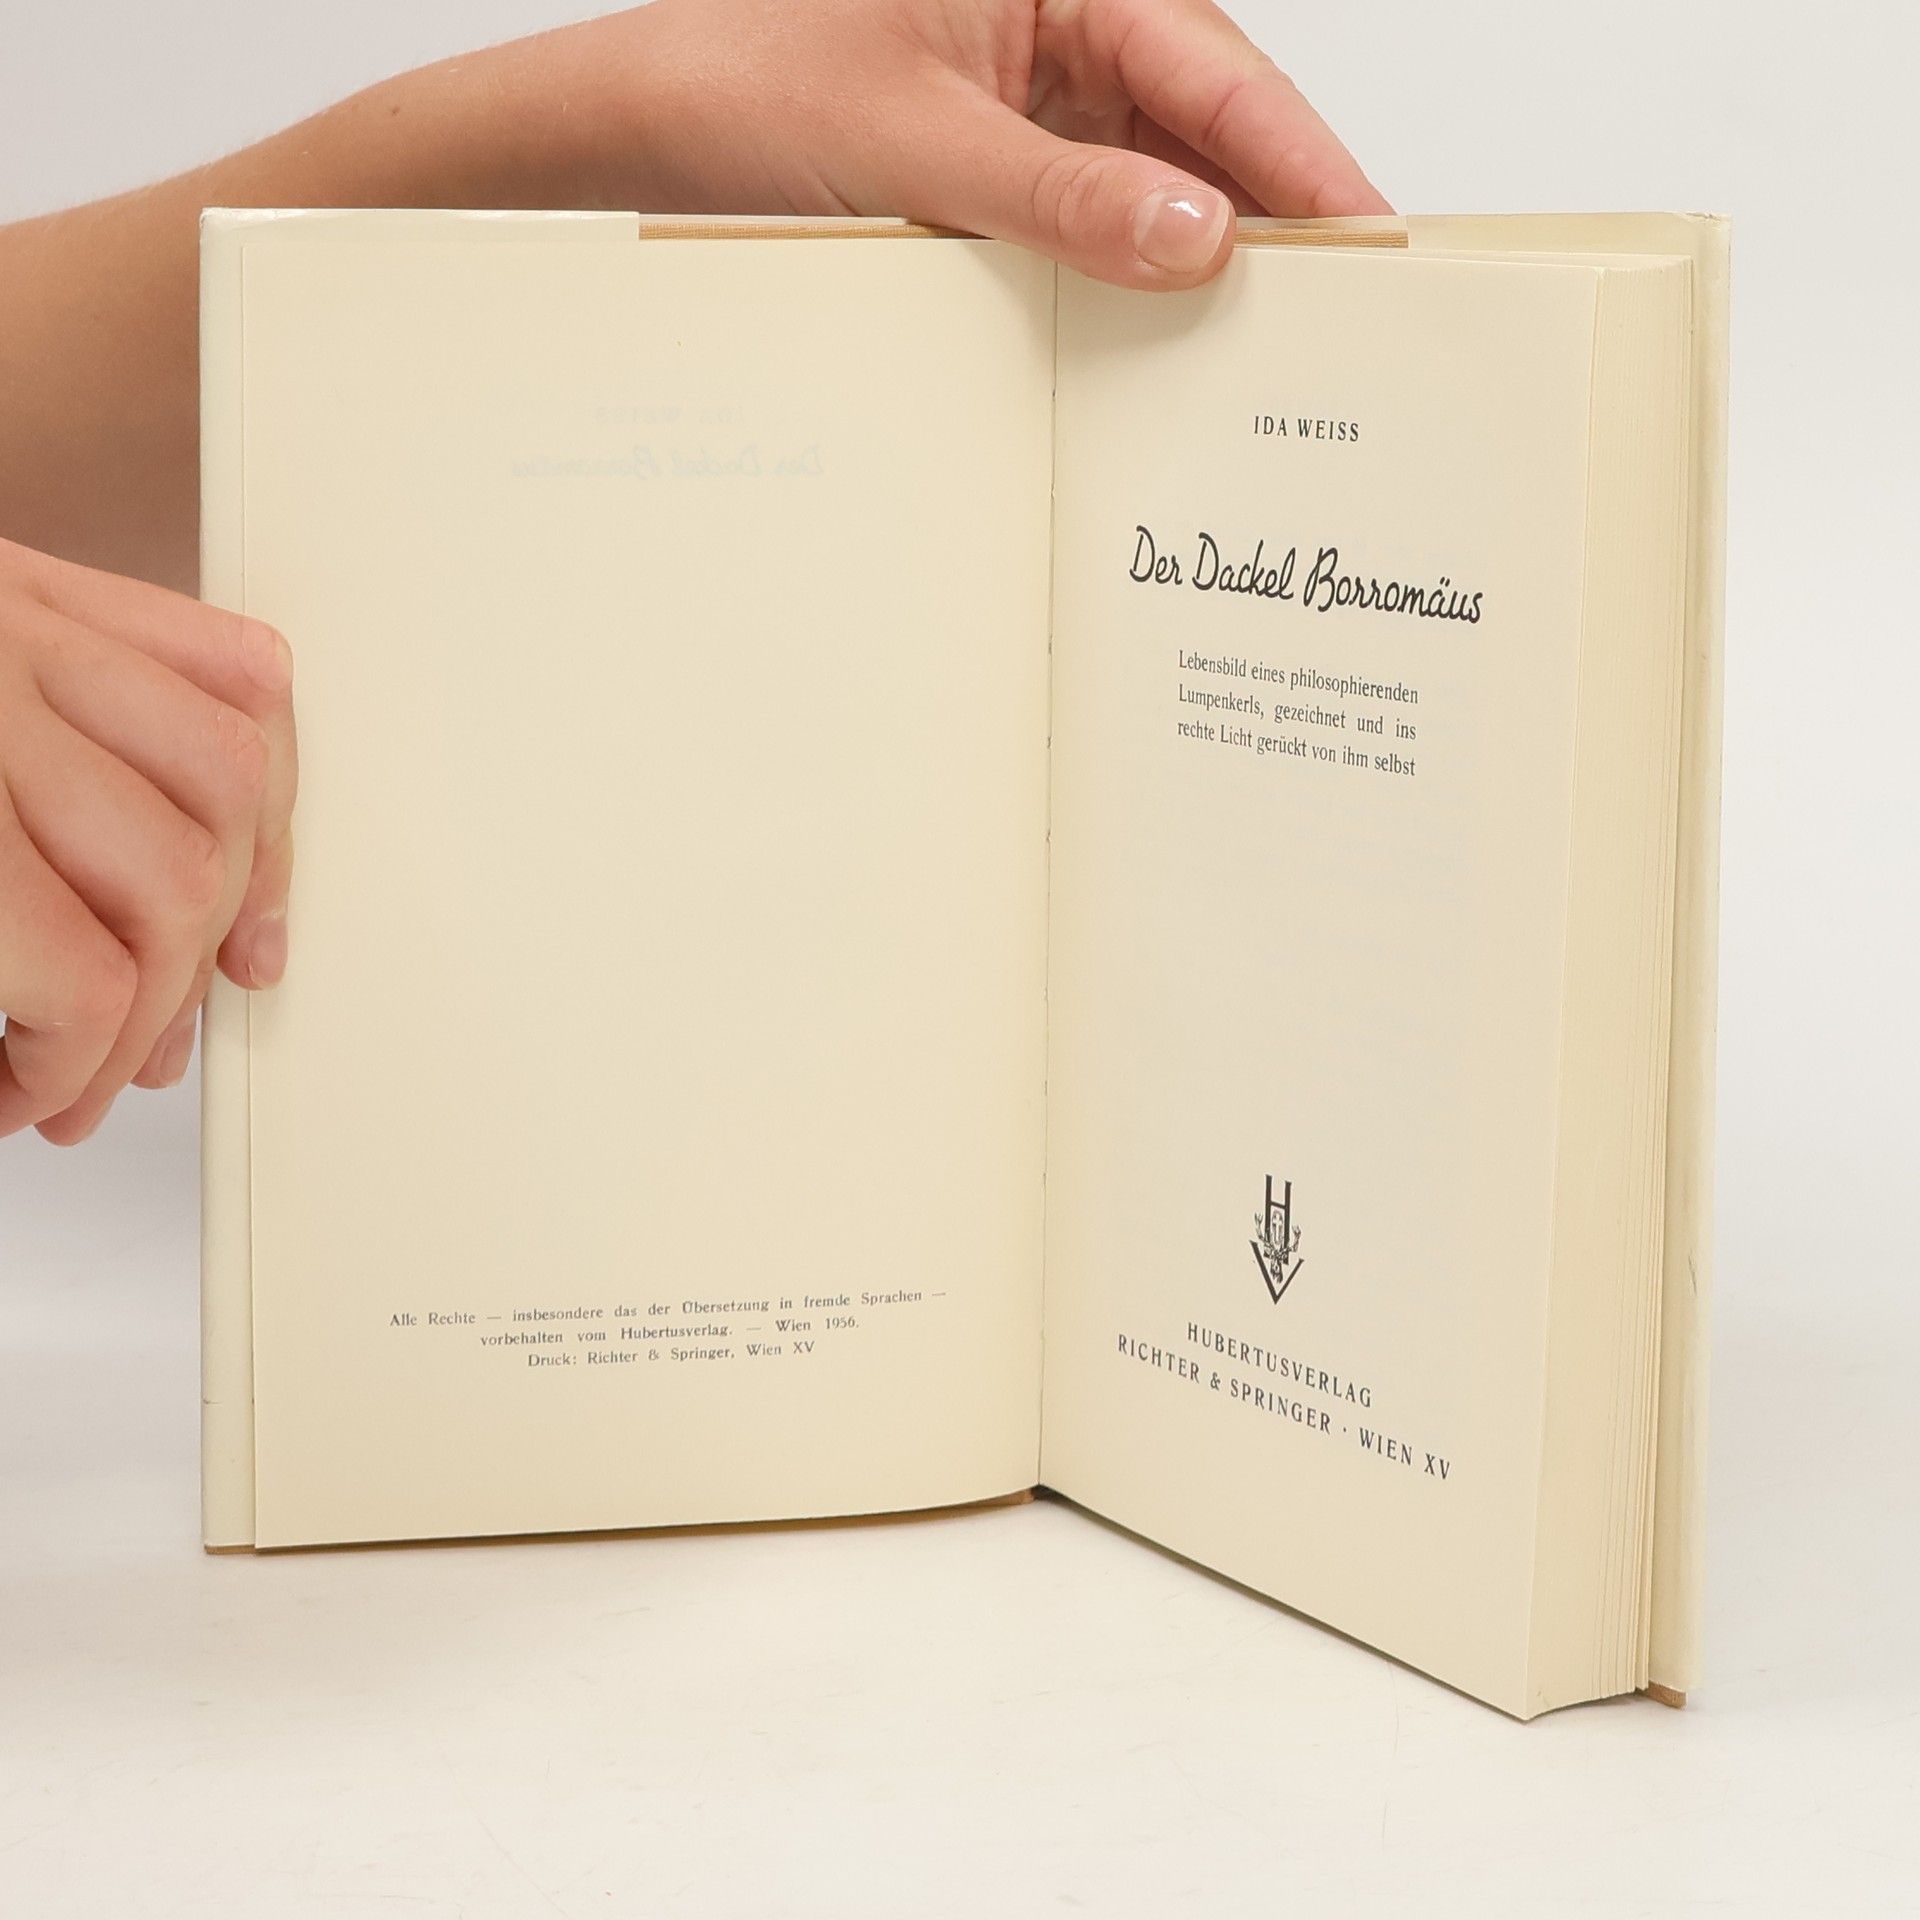 Alle Rechte — insbesondere das der Übersetzung in fremde Sprachen —
vorbehalten vom Hubertusverlag. — Wien 1956.
Druck: Richter & Springer, Wien XV
IDA WEISS
Der Dackel Borromäus
Lebensbild eines philosophierenden
Lumpenkerls, gezeichnet und ins
rechte Licht gerückt von ihm selbst
HV
HUBERTUSVERLAG
RICHTER & SPRINGER · WIEN XV